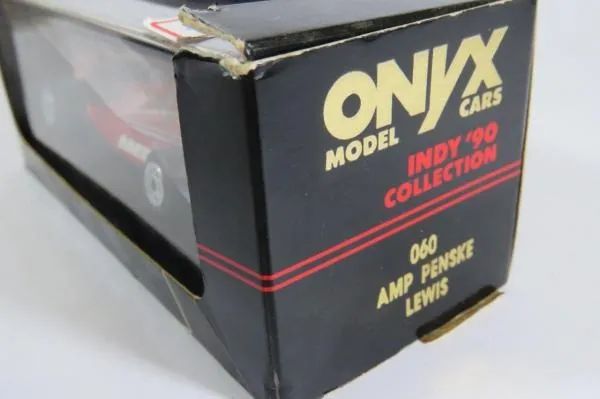 ONYX
MODEL CARS
INDY '90
COLLECTION
060
AMP PENSKE
LEWIS